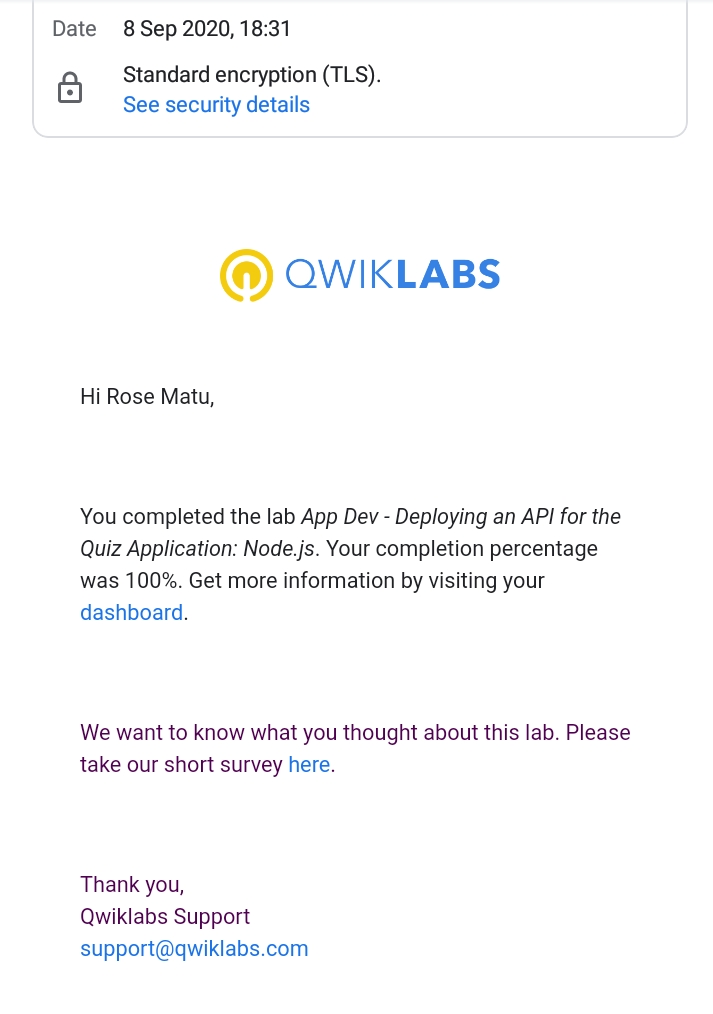 Date 8 Sep 2020, 18:31
Standard encryption (TLS).
See security details
QWIKLABS
Hi Rose Matu,
You completed the lab App Dev - Deploying an API for the
Quiz Application: Node.js. Your completion percentage
was 100%. Get more information by visiting your
dashboard.
We want to know what you thought about this lab. Please
take our short survey here.
Thank you,
Qwiklabs Support
support@qwiklabs.com